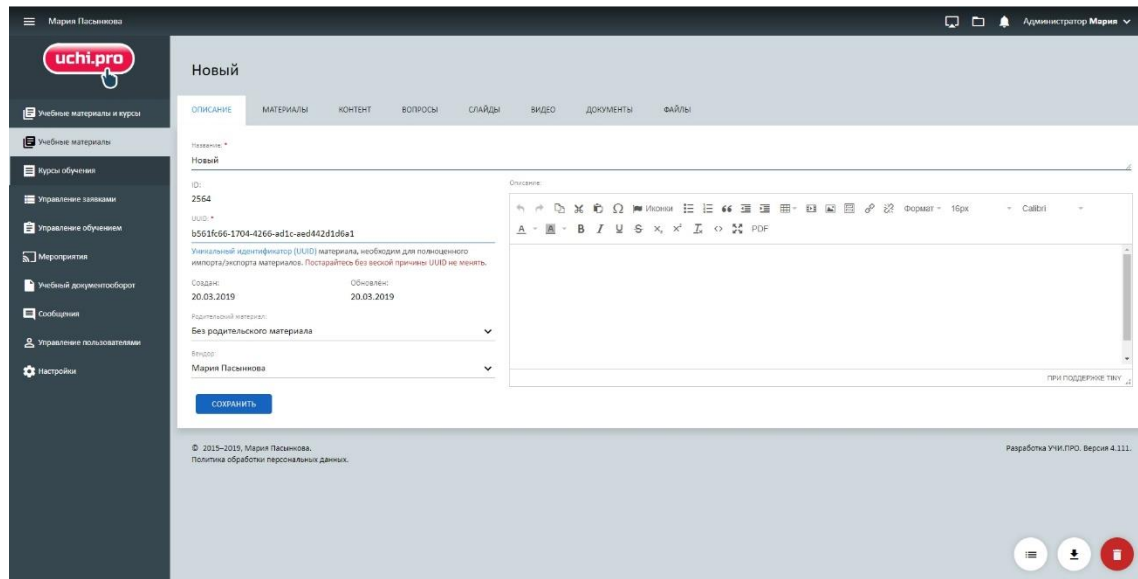 Мария Пасынкова
Администратор Мария
uchi.pro
Учебные материалы и курсы
Учебные материалы
Курсы обучения
Управление заявками
Управление обучением
Мероприятия
Учебный документооборот
Сообщения
Управление пользователями
Настройки
Новый
ОПИСАНИЕ МАТЕРИАЛЫ КОНТЕНТ ВОПРОСЫ СЛАЙДЫ ВИДЕО ДОКУМЕНТЫ ФАЙЛЫ
Название: *
Новый
ID:
2564
UUID: *
b561fc66-1704-4266-ad1c-aed442d1d6a1
Уникальный идентификатор (UUID) материала, необходим для полноценного
импорта/экспорта материалов. Постарайтесь без веской причины UUID не менять.
Создан: Обновлён:
20.03.2019 20.03.2019
Родительский материал:
Без родительского материала
Вендор:
Мария Пасынкова
СОХРАНИТЬ
Описание:
Иконки Формат 16px Calibri
PDF
ПРИ ПОДДЕРЖКЕ TINY
© 2015–2019, Мария Пасынкова.
Политика обработки персональных данных.
Разработка УЧИ.ПРО. Версия 4.111.